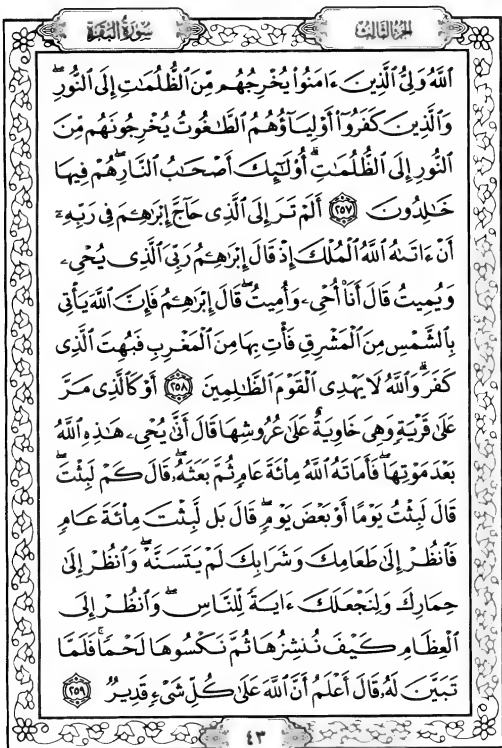 الجزء الثالث
سورة البقرة
ٱللَّهُ وَلِيُّ ٱلَّذِينَ ءَامَنُوا۟ يُخْرِجُهُم مِّنَ ٱلظُّلُمَٰتِ إِلَى ٱلنُّورِ ۖ
وَٱلَّذِينَ كَفَرُوٓا۟ أَوْلِيَآؤُهُمُ ٱلطَّٰغُوتُ يُخْرِجُونَهُم مِّنَ
ٱلنُّورِ إِلَى ٱلظُّلُمَٰتِ ۗ أُو۟لَٰٓئِكَ أَصْحَٰبُ ٱلنَّارِ ۖ هُمْ فِيهَا
خَٰلِدُونَ ٢٥٧ أَلَمْ تَرَ إِلَى ٱلَّذِى حَآجَّ إِبْرَٰهِۦمَ فِى رَبِّهِۦٓ
أَنْ ءَاتَىٰهُ ٱللَّهُ ٱلْمُلْكَ إِذْ قَالَ إِبْرَٰهِۦمُ رَبِّىَ ٱلَّذِى يُحْىِۦ
وَيُمِيتُ قَالَ أَنَا۠ أُحْىِۦ وَأُمِيتُ ۖ قَالَ إِبْرَٰهِۦمُ فَإِنَّ ٱللَّهَ يَأْتِى
بِٱلشَّمْسِ مِنَ ٱلْمَشْرِقِ فَأْتِ بِهَا مِنَ ٱلْمَغْرِبِ فَبُهِتَ ٱلَّذِى
كَفَرَ ۗ وَٱللَّهُ لَا يَهْدِى ٱلْقَوْمَ ٱلظَّٰلِمِينَ ٢٥٨ أَوْ كَٱلَّذِى مَرَّ
عَلَىٰ قَرْيَةٍ وَهِىَ خَاوِيَةٌ عَلَىٰ عُرُوشِهَا قَالَ أَنَّىٰ يُحْىِۦ هَٰذِهِ ٱللَّهُ
بَعْدَ مَوْتِهَا ۖ فَأَمَاتَهُ ٱللَّهُ مِا۟ئَةَ عَامٍ ثُمَّ بَعَثَهُۥ ۖ قَالَ كَمْ لَبِثْتَ ۖ
قَالَ لَبِثْتُ يَوْمًا أَوْ بَعْضَ يَوْمٍ ۖ قَالَ بَل لَّبِثْتَ مِا۟ئَةَ عَامٍ
فَٱنظُرْ إِلَىٰ طَعَامِكَ وَشَرَابِكَ لَمْ يَتَسَنَّهْ ۖ وَٱنظُرْ إِلَىٰ
حِمَارِكَ وَلِنَجْعَلَكَ ءَايَةً لِّلنَّاسِ ۖ وَٱنظُرْ إِلَى
ٱلْعِظَامِ كَيْفَ نُنشِزُهَا ثُمَّ نَكْسُوهَا لَحْمًا ۚ فَلَمَّا
تَبَيَّنَ لَهُۥ قَالَ أَعْلَمُ أَنَّ ٱللَّهَ عَلَىٰ كُلِّ شَىْءٍ قَدِيرٌ ٢٥٩
٤٣